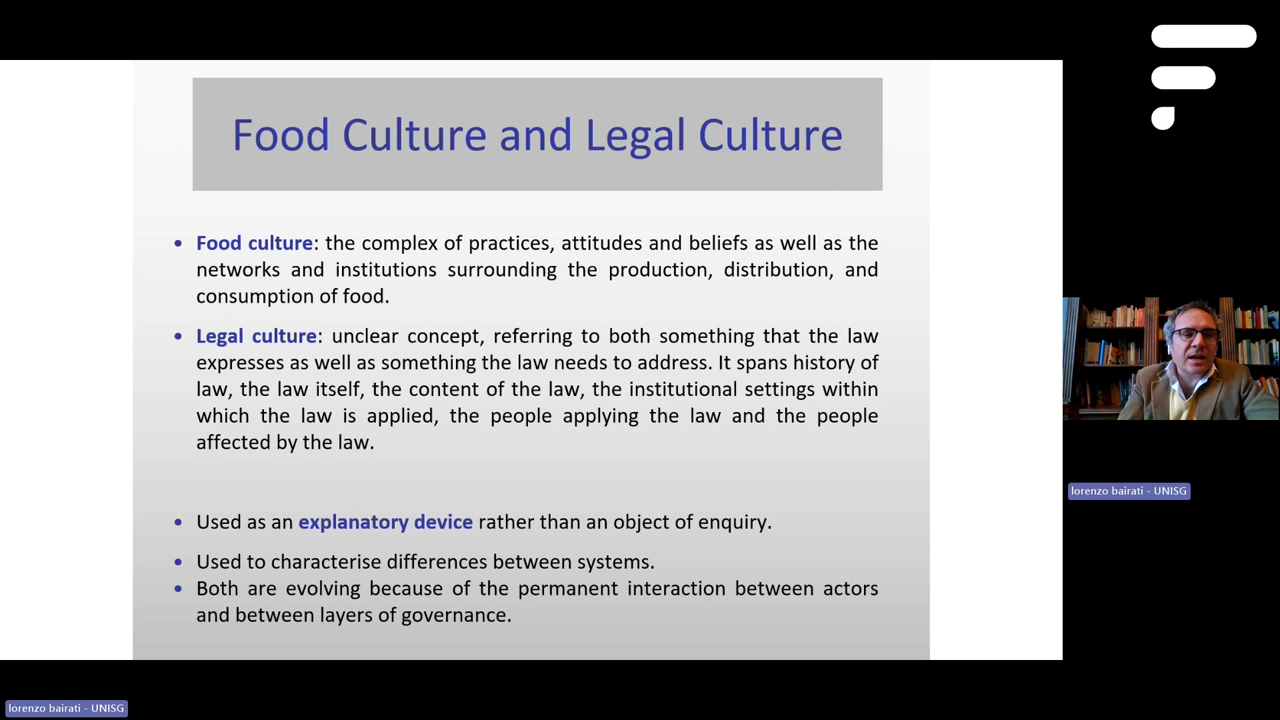 Food Culture and Legal Culture
• Food culture: the complex of practices, attitudes and beliefs as well as the
networks and institutions surrounding the production, distribution, and
consumption of food.
• Legal culture: unclear concept, referring to both something that the law
expresses as well as something the law needs to address. It spans history of
law, the law itself, the content of the law, the institutional settings within
which the law is applied, the people applying the law and the people
affected by the law.
• Used as an explanatory device rather than an object of enquiry.
• Used to characterise differences between systems.
• Both are evolving because of the permanent interaction between actors
and between layers of governance.
lorenzo bairati - UNISG
lorenzo bairati - UNISG